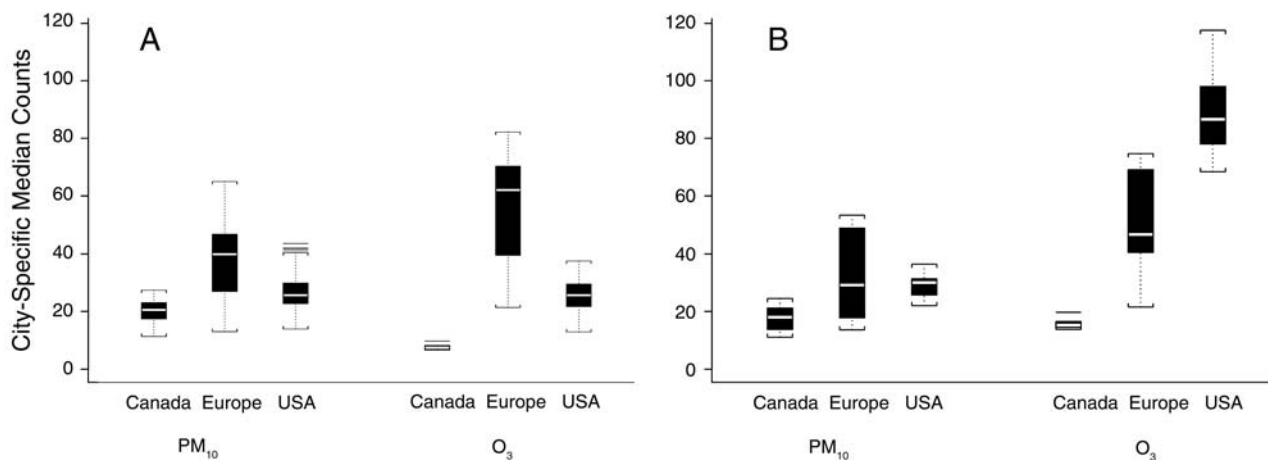 A
B
City-Specific Median Counts
120
100
80
60
40
20
0
120
100
80
60
40
20
0
Canada Europe USA Canada Europe USA
PM₁₀ O₃
Canada Europe USA Canada Europe USA
PM₁₀ O₃